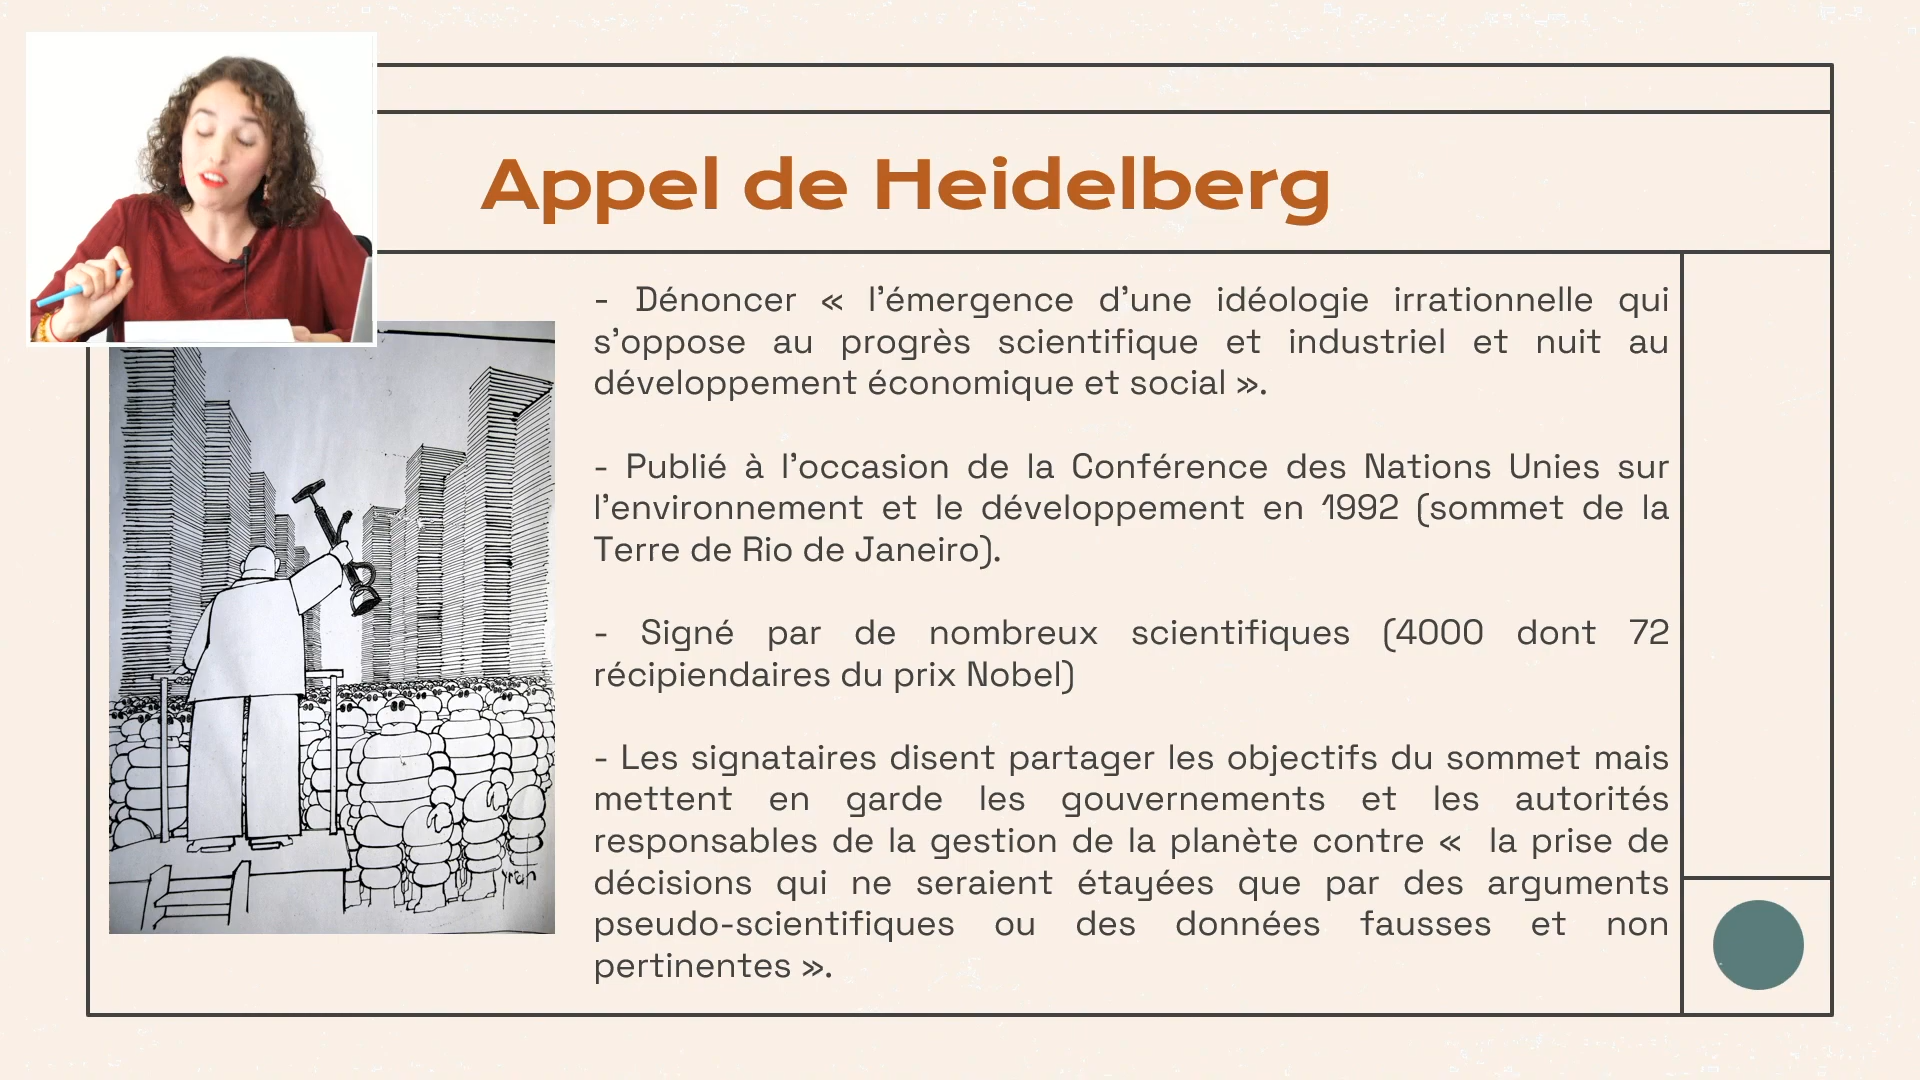 Appel de Heidelberg
- Dénoncer « l'émergence d'une idéologie irrationnelle qui
s'oppose au progrès scientifique et industriel et nuit au
développement économique et social ».
- Publié à l'occasion de la Conférence des Nations Unies sur
l'environnement et le développement en 1992 (sommet de la
Terre de Rio de Janeiro).
- Signé par de nombreux scientifiques (4000 dont 72
récipiendaires du prix Nobel)
- Les signataires disent partager les objectifs du sommet mais
mettent en garde les gouvernements et les autorités
responsables de la gestion de la planète contre « la prise de
décisions qui ne seraient étayées que par des arguments
pseudo-scientifiques ou des données fausses et non
pertinentes ».